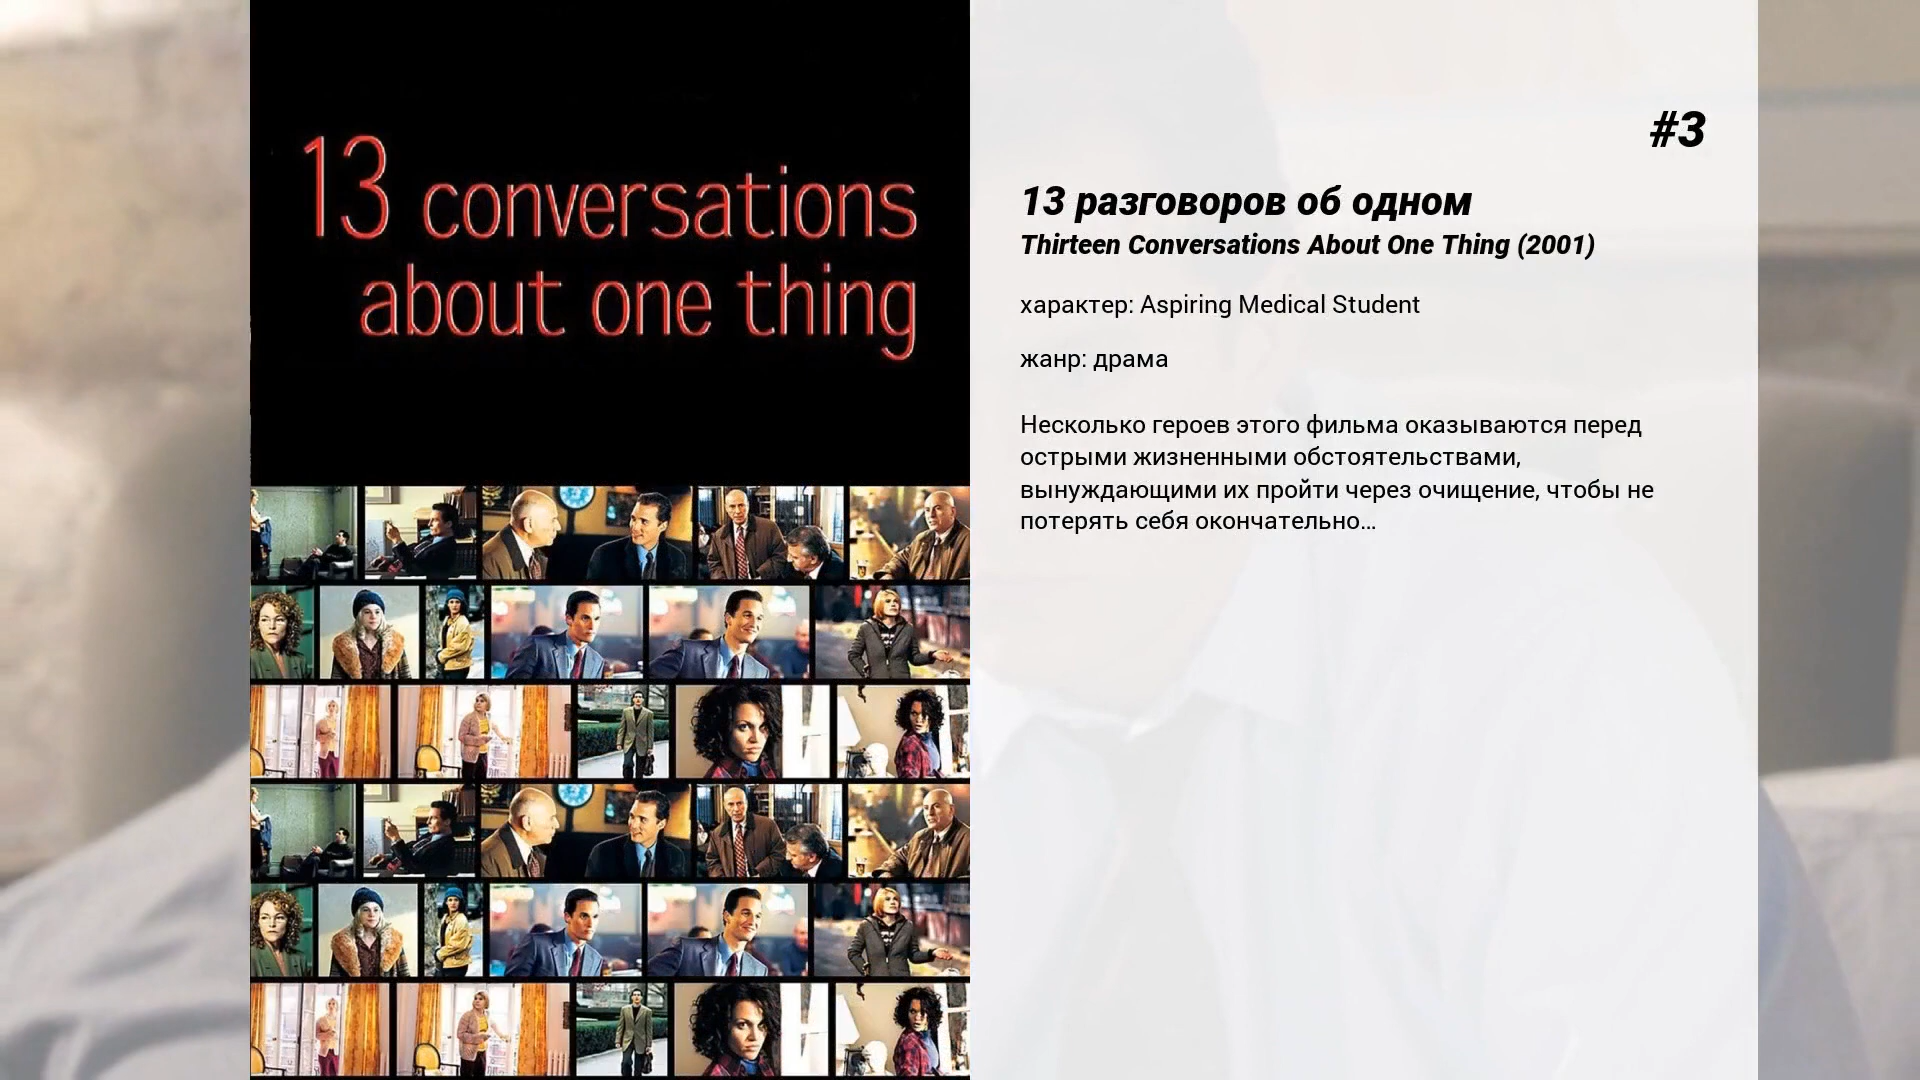 13 conversations
about one thing
#3
13 разговоров об одном
Thirteen Conversations About One Thing (2001)
характер: Aspiring Medical Student
жанр: драма
Несколько героев этого фильма оказываются перед
острыми жизненными обстоятельствами,
вынуждающими их пройти через очищение, чтобы не
потерять себя окончательно…